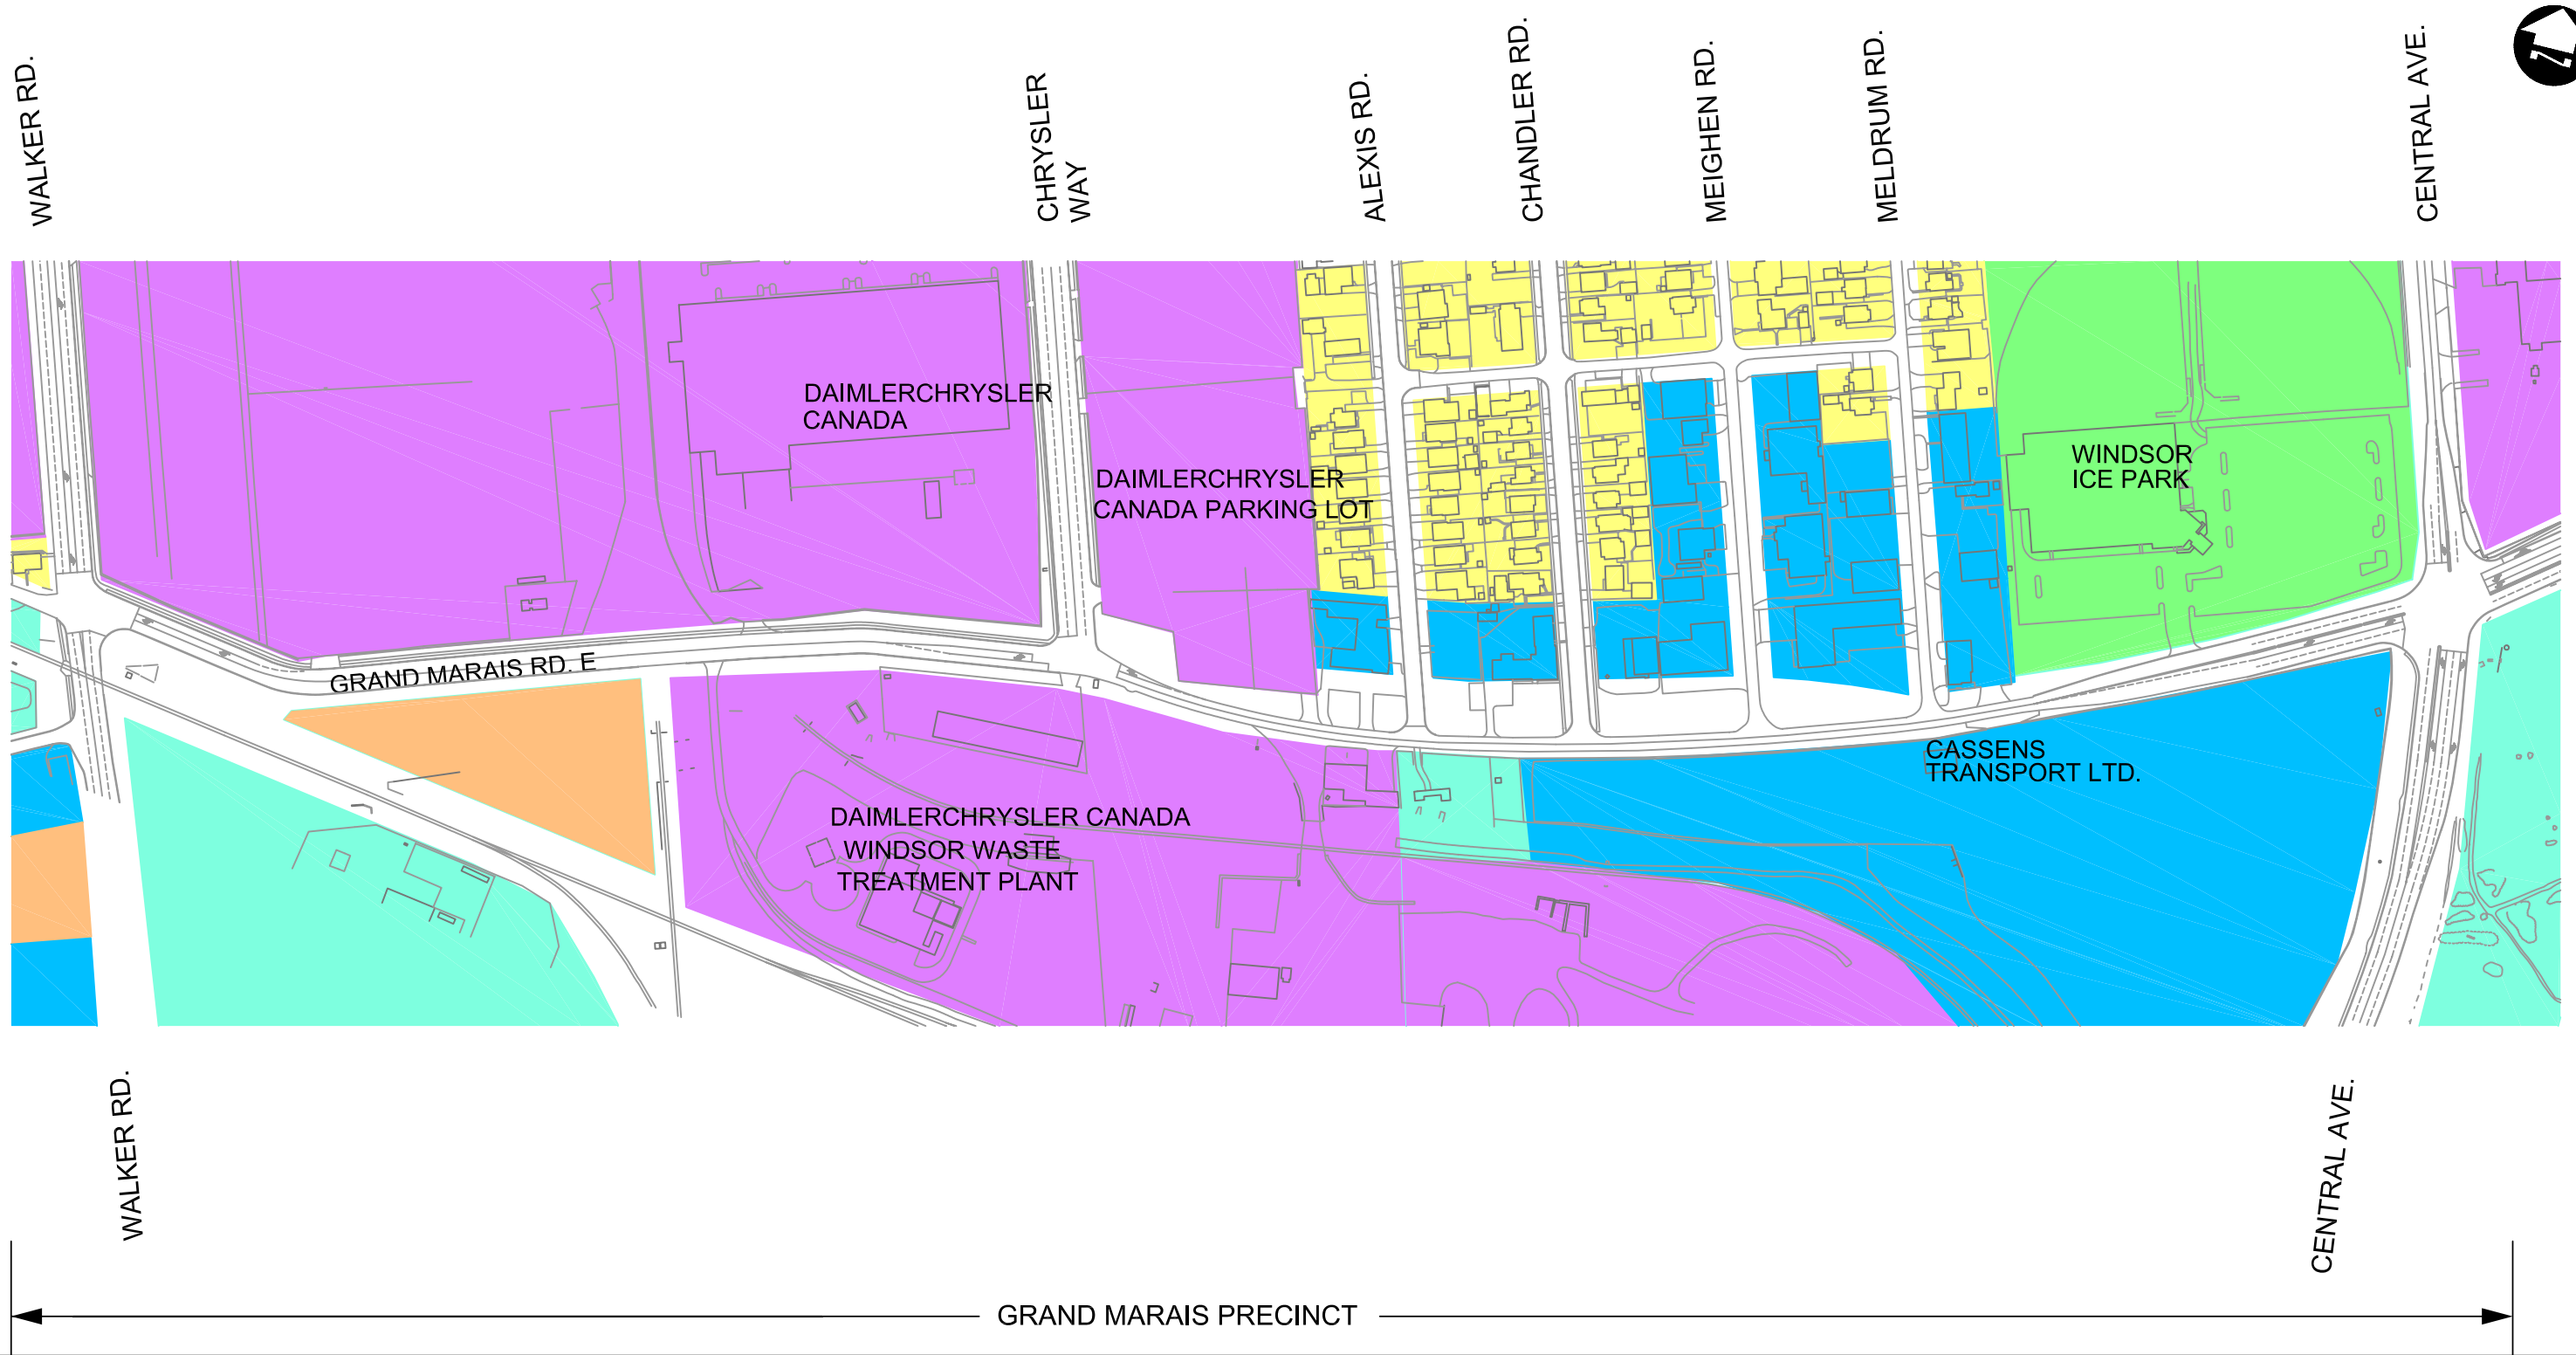 WALKER RD.
CHRYSLER
WAY
ALEXIS RD.
CHANDLER RD.
MEIGHEN RD.
MELDRUM RD.
CENTRAL AVE.
Z
DAIMLERCHRYSLER
CANADA
DAIMLERCHRYSLER
CANADA PARKING LOT
WINDSOR
ICE PARK
GRAND MARAIS RD. E
CASSENS
TRANSPORT LTD.
DAIMLERCHRYSLER CANADA
WINDSOR WASTE
TREATMENT PLANT
WALKER RD.
CENTRAL AVE.
GRAND MARAIS PRECINCT